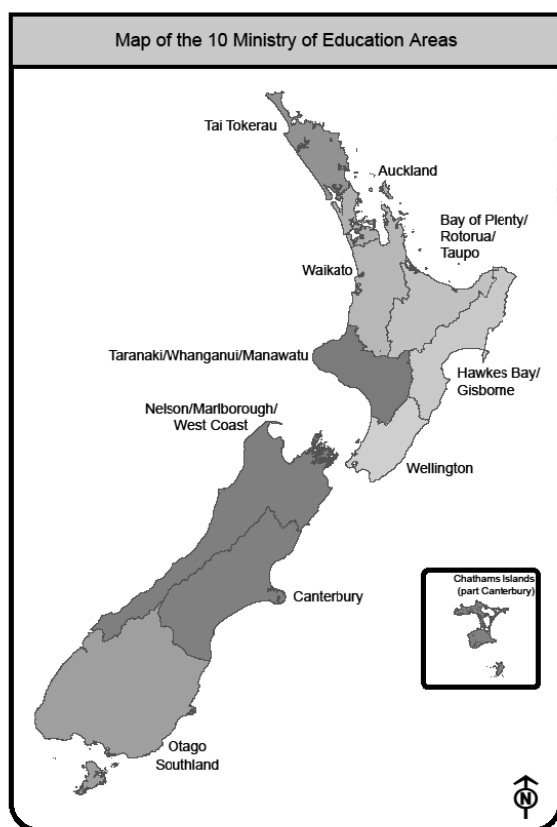 Map of the 10 Ministry of Education Areas
Tai Tokerau
Auckland
Bay of Plenty/
Rotorua/
Taupo
Waikato
Taranaki/Whanganui/Manawatu
Hawkes Bay/
Gisborne
Nelson/Marlborough/
West Coast
Wellington
Chathams Islands
(part Canterbury)
Canterbury
Otago
Southland
N